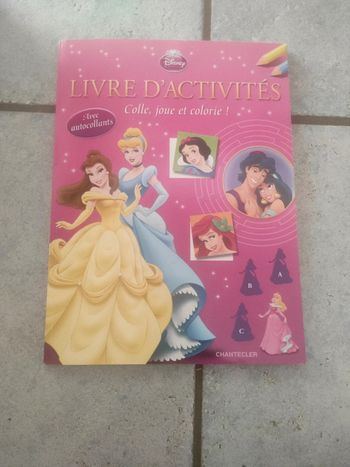 Disney
LIVRE D'ACTIVITÉS
Colle, joue et colorie !
Avec
autocollants
A
B
C
CHANTECLER